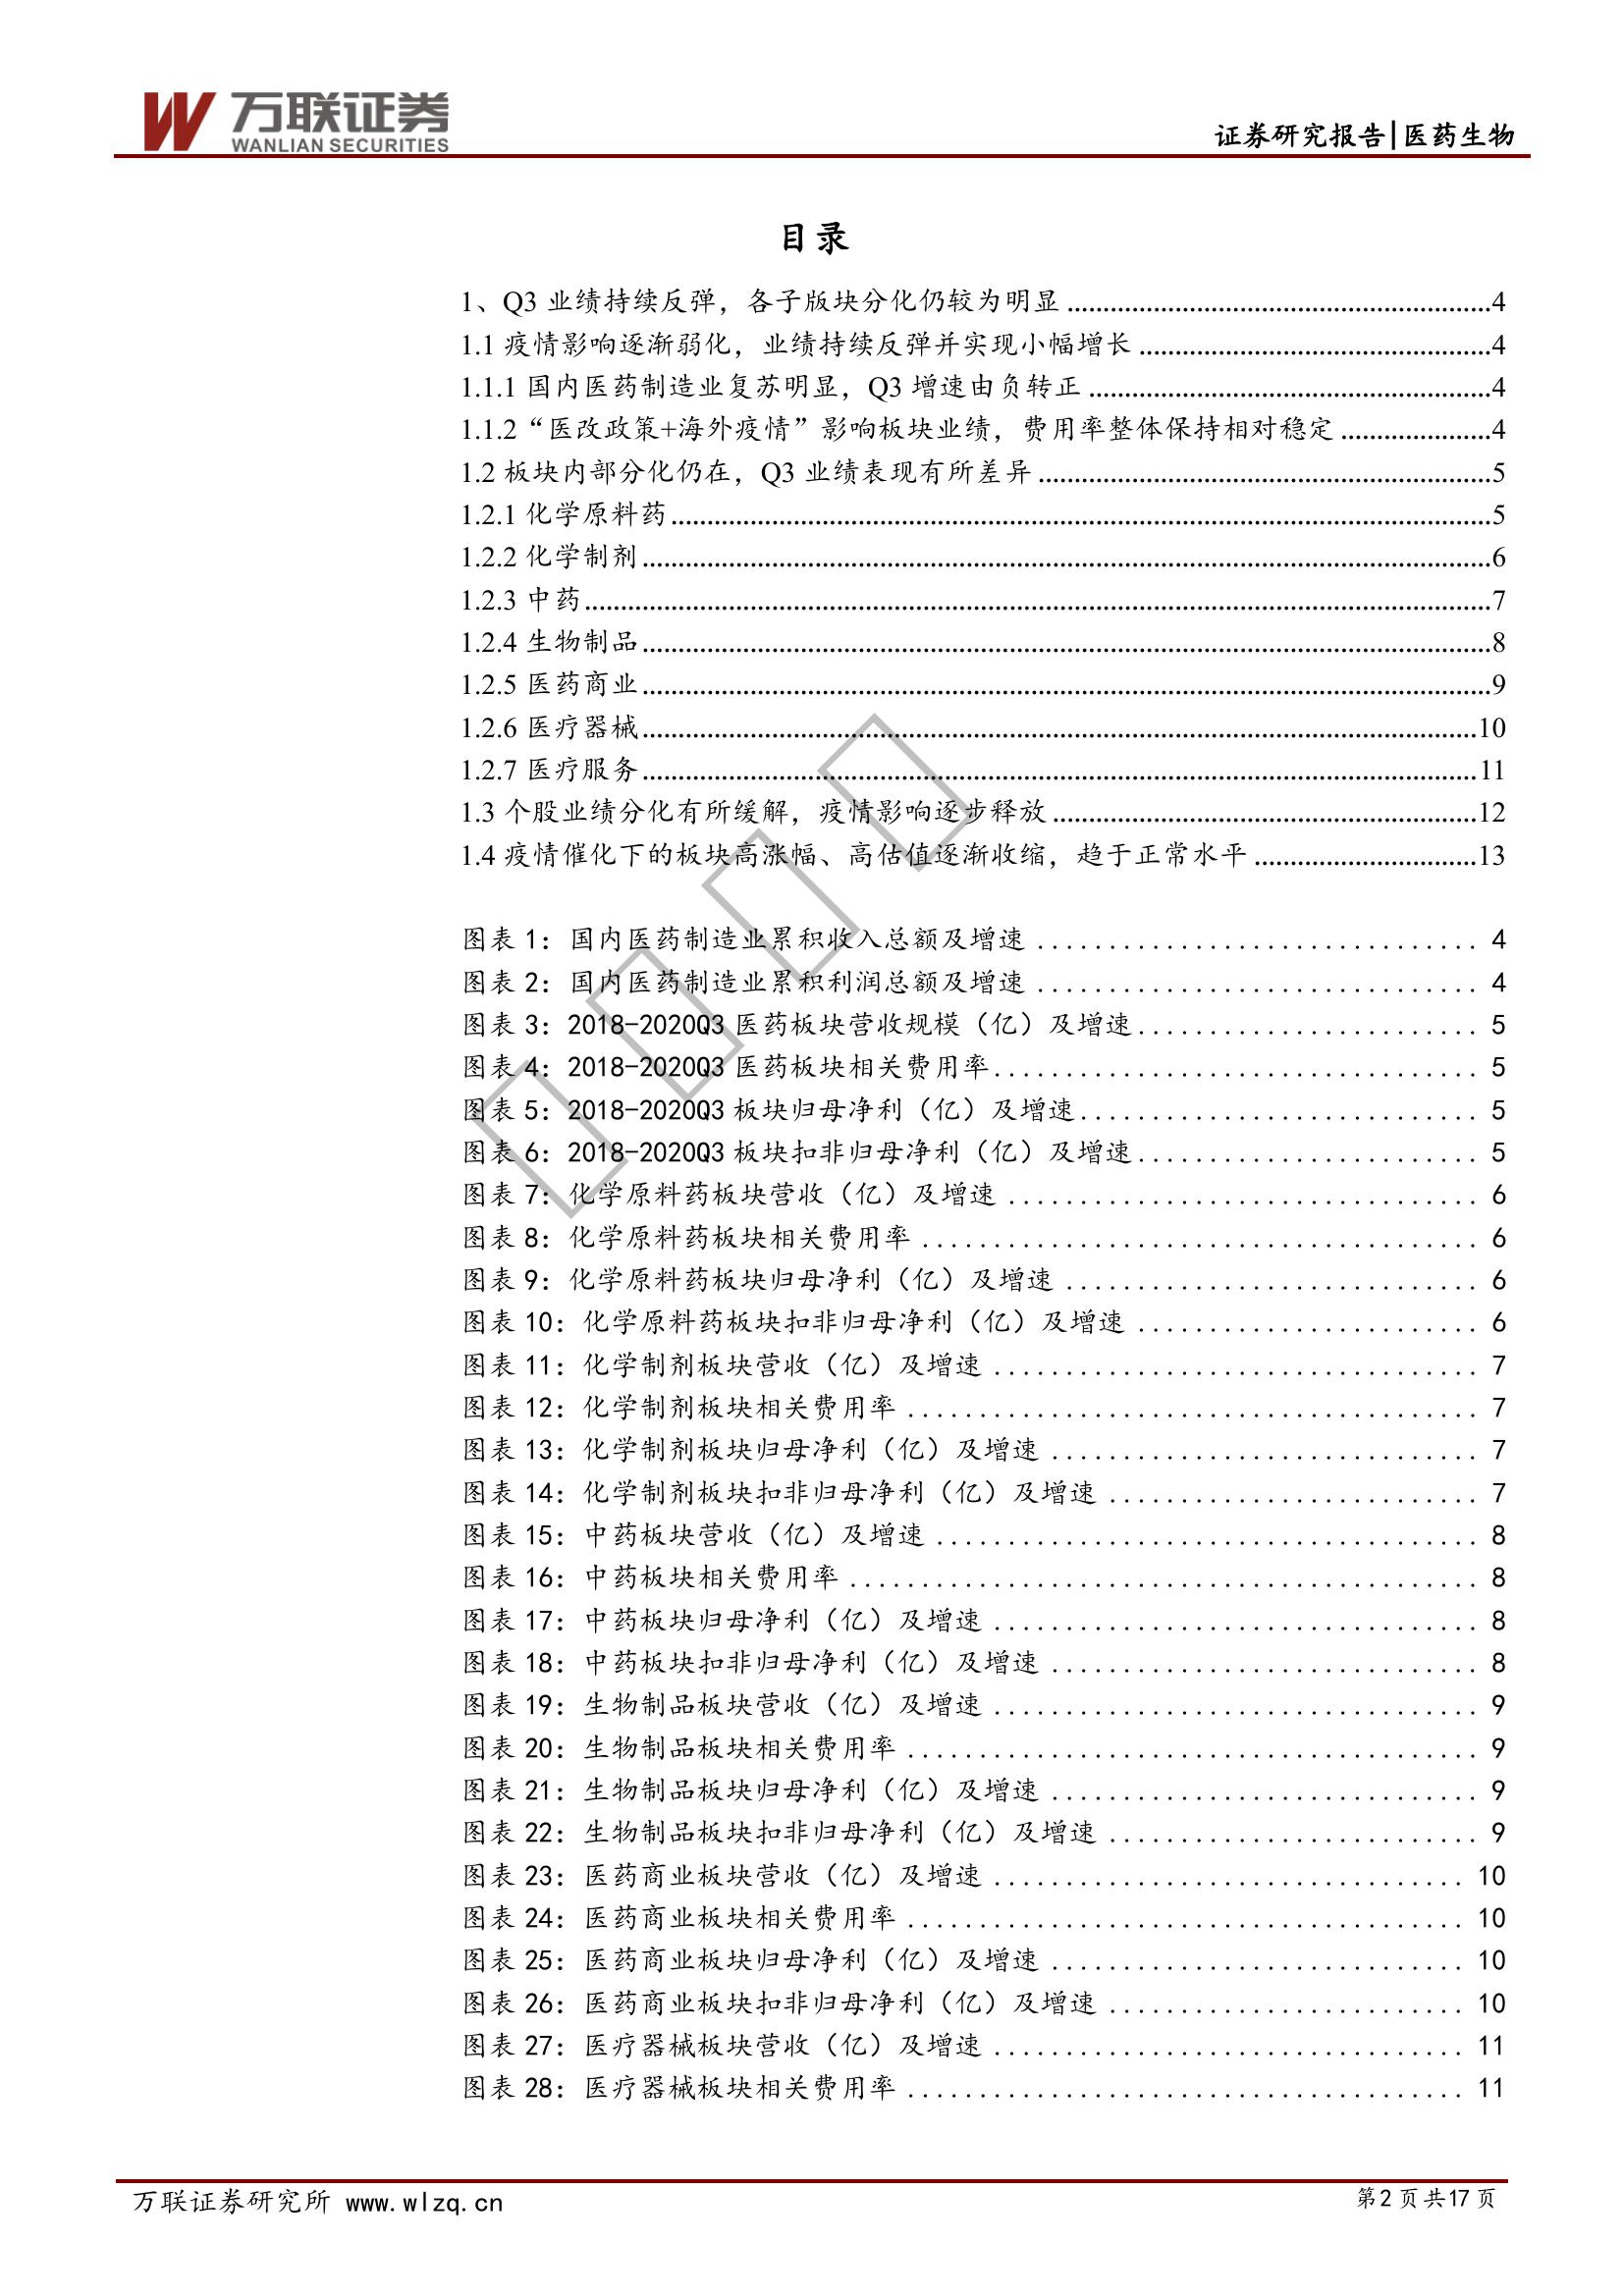 万联证券
WANLIAN SECURITIES
证券研究报告|医药生物
目录
1、Q3 业绩持续反弹，各子版块分化仍较为明显 ..........................................................4
1.1 疫情影响逐渐弱化，业绩持续反弹并实现小幅增长 ................................................4
1.1.1 国内医药制造业复苏明显，Q3 增速由负转正 .......................................................4
1.1.2“医改政策+海外疫情”影响板块业绩，费用率整体保持相对稳定 .....................4
1.2 板块内部分化仍在，Q3 业绩表现有所差异 ..............................................................5
1.2.1 化学原料药..................................................................................................................5
1.2.2 化学制剂......................................................................................................................6
1.2.3 中药..............................................................................................................................7
1.2.4 生物制品......................................................................................................................8
1.2.5 医药商业......................................................................................................................9
1.2.6 医疗器械....................................................................................................................10
1.2.7 医疗服务....................................................................................................................11
1.3 个股业绩分化有所缓解，疫情影响逐步释放 ..........................................................12
1.4 疫情催化下的板块高涨幅、高估值逐渐收缩，趋于正常水平 ...............................13
图表 1：国内医药制造业累积收入总额及增速 ............................... 4
图表 2：国内医药制造业累积利润总额及增速 ............................... 4
图表 3：2018-2020Q3 医药板块营收规模（亿）及增速........................ 5
图表 4：2018-2020Q3 医药板块相关费用率.................................. 5
图表 5：2018-2020Q3 板块归母净利（亿）及增速............................ 5
图表 6：2018-2020Q3 板块扣非归母净利（亿）及增速........................ 5
图表 7：化学原料药板块营收（亿）及增速 ................................. 6
图表 8：化学原料药板块相关费用率 ....................................... 6
图表 9：化学原料药板块归母净利（亿）及增速 ............................. 6
图表 10：化学原料药板块扣非归母净利（亿）及增速 ........................ 6
图表 11：化学制剂板块营收（亿）及增速 .................................. 7
图表 12：化学制剂板块相关费用率 ........................................ 7
图表 13：化学制剂板块归母净利（亿）及增速 .............................. 7
图表 14：化学制剂板块扣非归母净利（亿）及增速 .......................... 7
图表 15：中药板块营收（亿）及增速 ...................................... 8
图表 16：中药板块相关费用率 ............................................ 8
图表 17：中药板块归母净利（亿）及增速 .................................. 8
图表 18：中药板块扣非归母净利（亿）及增速 .............................. 8
图表 19：生物制品板块营收（亿）及增速 .................................. 9
图表 20：生物制品板块相关费用率 ........................................ 9
图表 21：生物制品板块归母净利（亿）及增速 .............................. 9
图表 22：生物制品板块扣非归母净利（亿）及增速 .......................... 9
图表 23：医药商业板块营收（亿）及增速 ................................. 10
图表 24：医药商业板块相关费用率 ....................................... 10
图表 25：医药商业板块归母净利（亿）及增速 ............................. 10
图表 26：医药商业板块扣非归母净利（亿）及增速 ......................... 10
图表 27：医疗器械板块营收（亿）及增速 ................................. 11
图表 28：医疗器械板块相关费用率 ....................................... 11
万联证券研究所 www.wlzq.cn
第2 页 共17 页